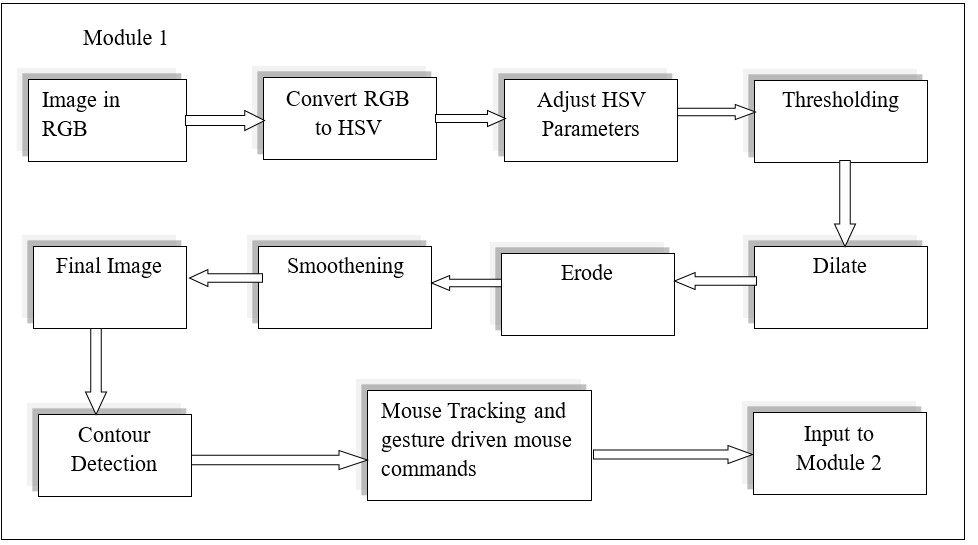 Module 1
Image in
RGB
Convert RGB
to HSV
Adjust HSV
Parameters
Thresholding
Dilate
Erode
Smoothening
Final Image
Contour
Detection
Mouse Tracking and
gesture driven mouse
commands
Input to
Module 2